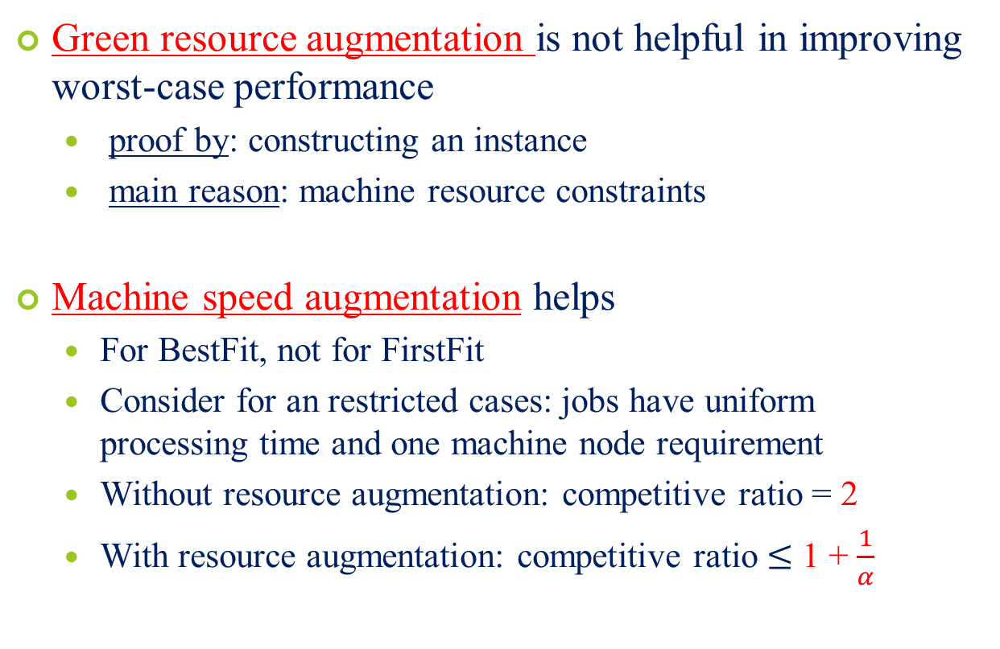 Green resource augmentation is not helpful in improving
worst-case performance
proof by: constructing an instance
main reason: machine resource constraints
Machine speed augmentation helps
For BestFit, not for FirstFit
Consider for an restricted cases: jobs have uniform
processing time and one machine node requirement
Without resource augmentation: competitive ratio = 2
With resource augmentation: competitive ratio ≤ 1 + 1/α